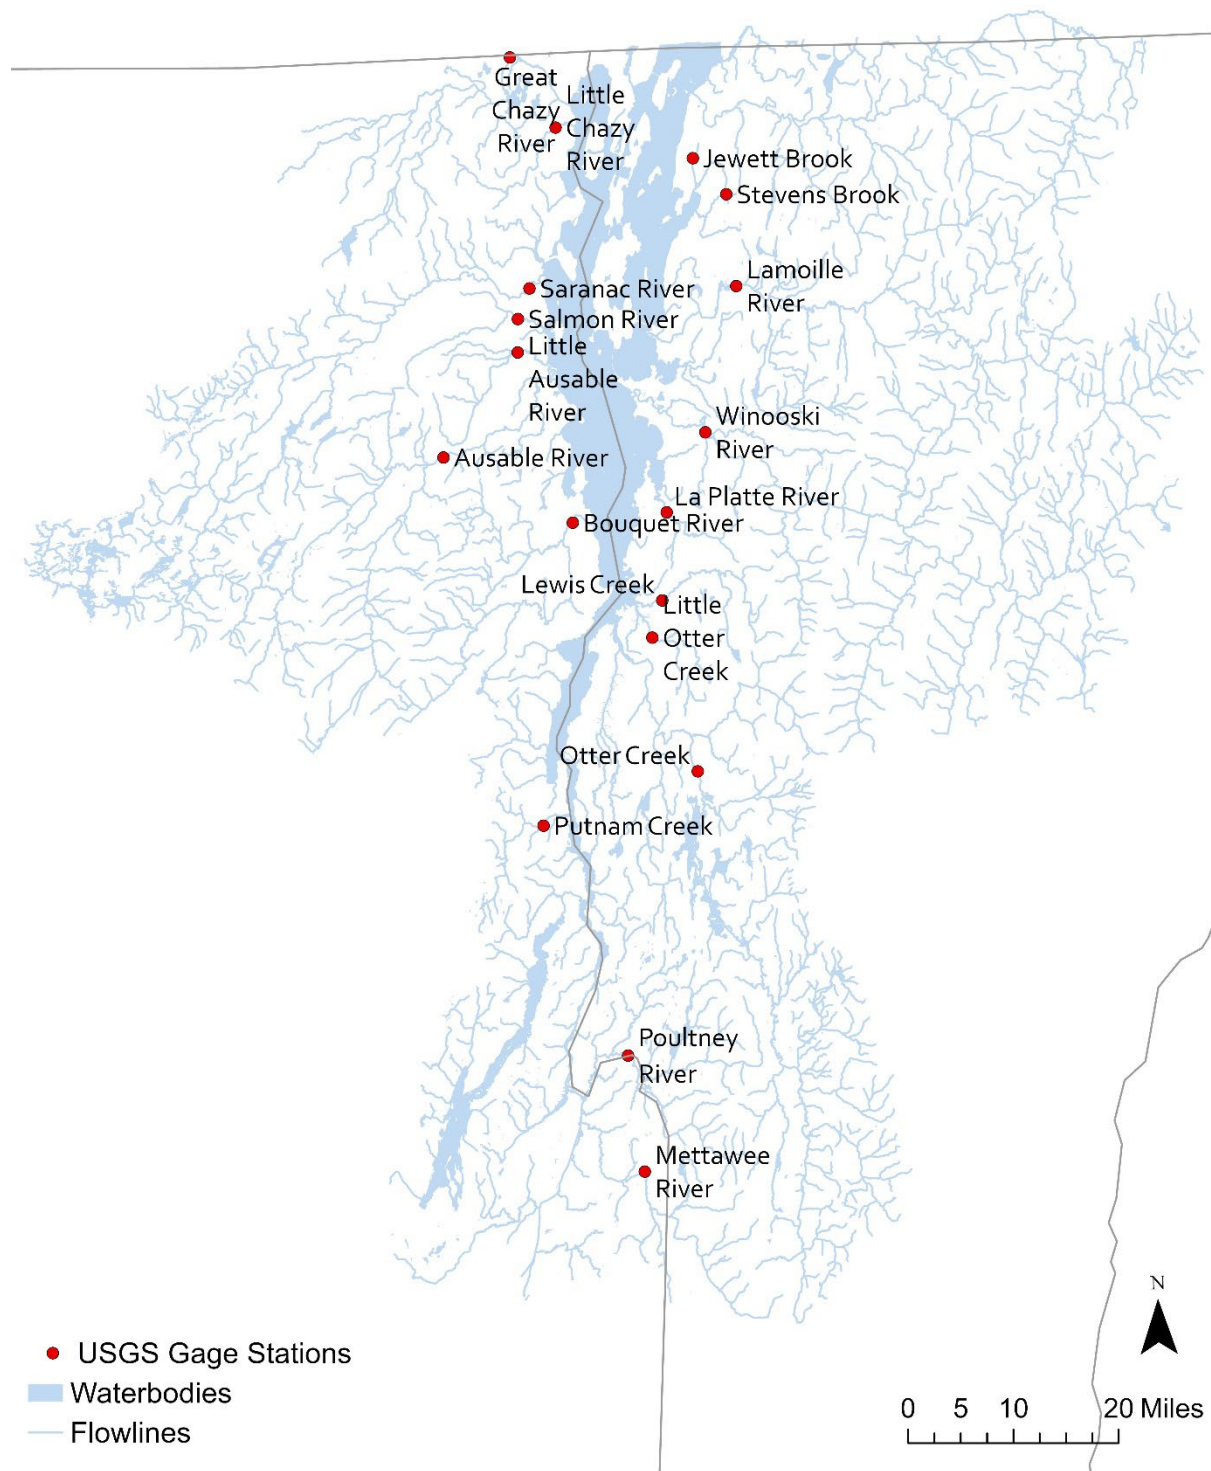 Great
Chazy
River
Little
Chazy
River
Jewett Brook
Stevens Brook
Lamoille
River
Saranac River
Salmon River
Little
Ausable
River
Winooski
River
Ausable River
La Platte River
Bouquet River
Lewis Creek
Little
Otter
Creek
Otter Creek
Putnam Creek
Poultney
River
Mettawee
River
N
USGS Gage Stations
Waterbodies
Flowlines
0 5 10 20 Miles